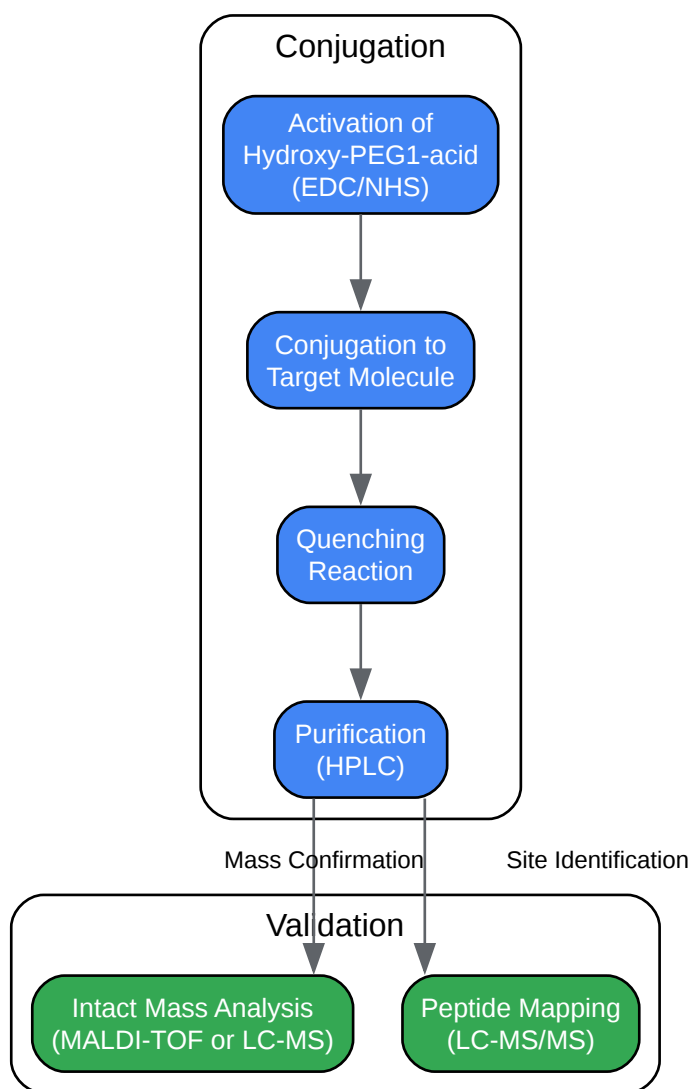 Conjugation
Activation of
Hydroxy-PEG1-acid
(EDC/NHS)
Conjugation to
Target Molecule
Quenching
Reaction
Purification
(HPLC)
Mass Confirmation
Site Identification
Validation
Intact Mass Analysis
(MALDI-TOF or LC-MS)
Peptide Mapping
(LC-MS/MS)